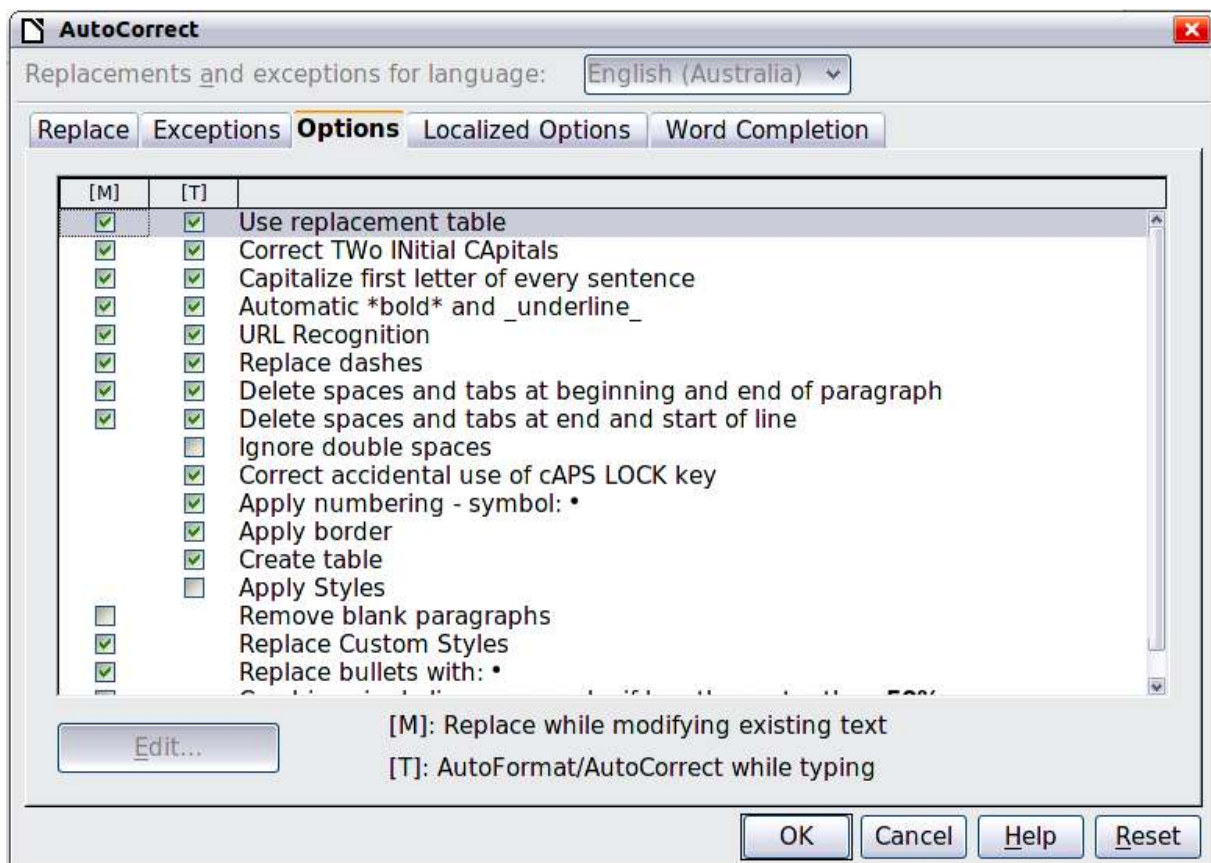 AutoCorrect
Replacements and exceptions for language: English (Australia)
Replace Exceptions Options Localized Options Word Completion
[M] [T]
Use replacement table
Correct TWo INitial CApitals
Capitalize first letter of every sentence
Automatic *bold* and _underline_
URL Recognition
Replace dashes
Delete spaces and tabs at beginning and end of paragraph
Delete spaces and tabs at end and start of line
Ignore double spaces
Correct accidental use of cAPS LOCK key
Apply numbering - symbol: •
Apply border
Create table
Apply Styles
Remove blank paragraphs
Replace Custom Styles
Replace bullets with: •
[M]: Replace while modifying existing text
Edit...
[T]: AutoFormat/AutoCorrect while typing
OK Cancel Help Reset